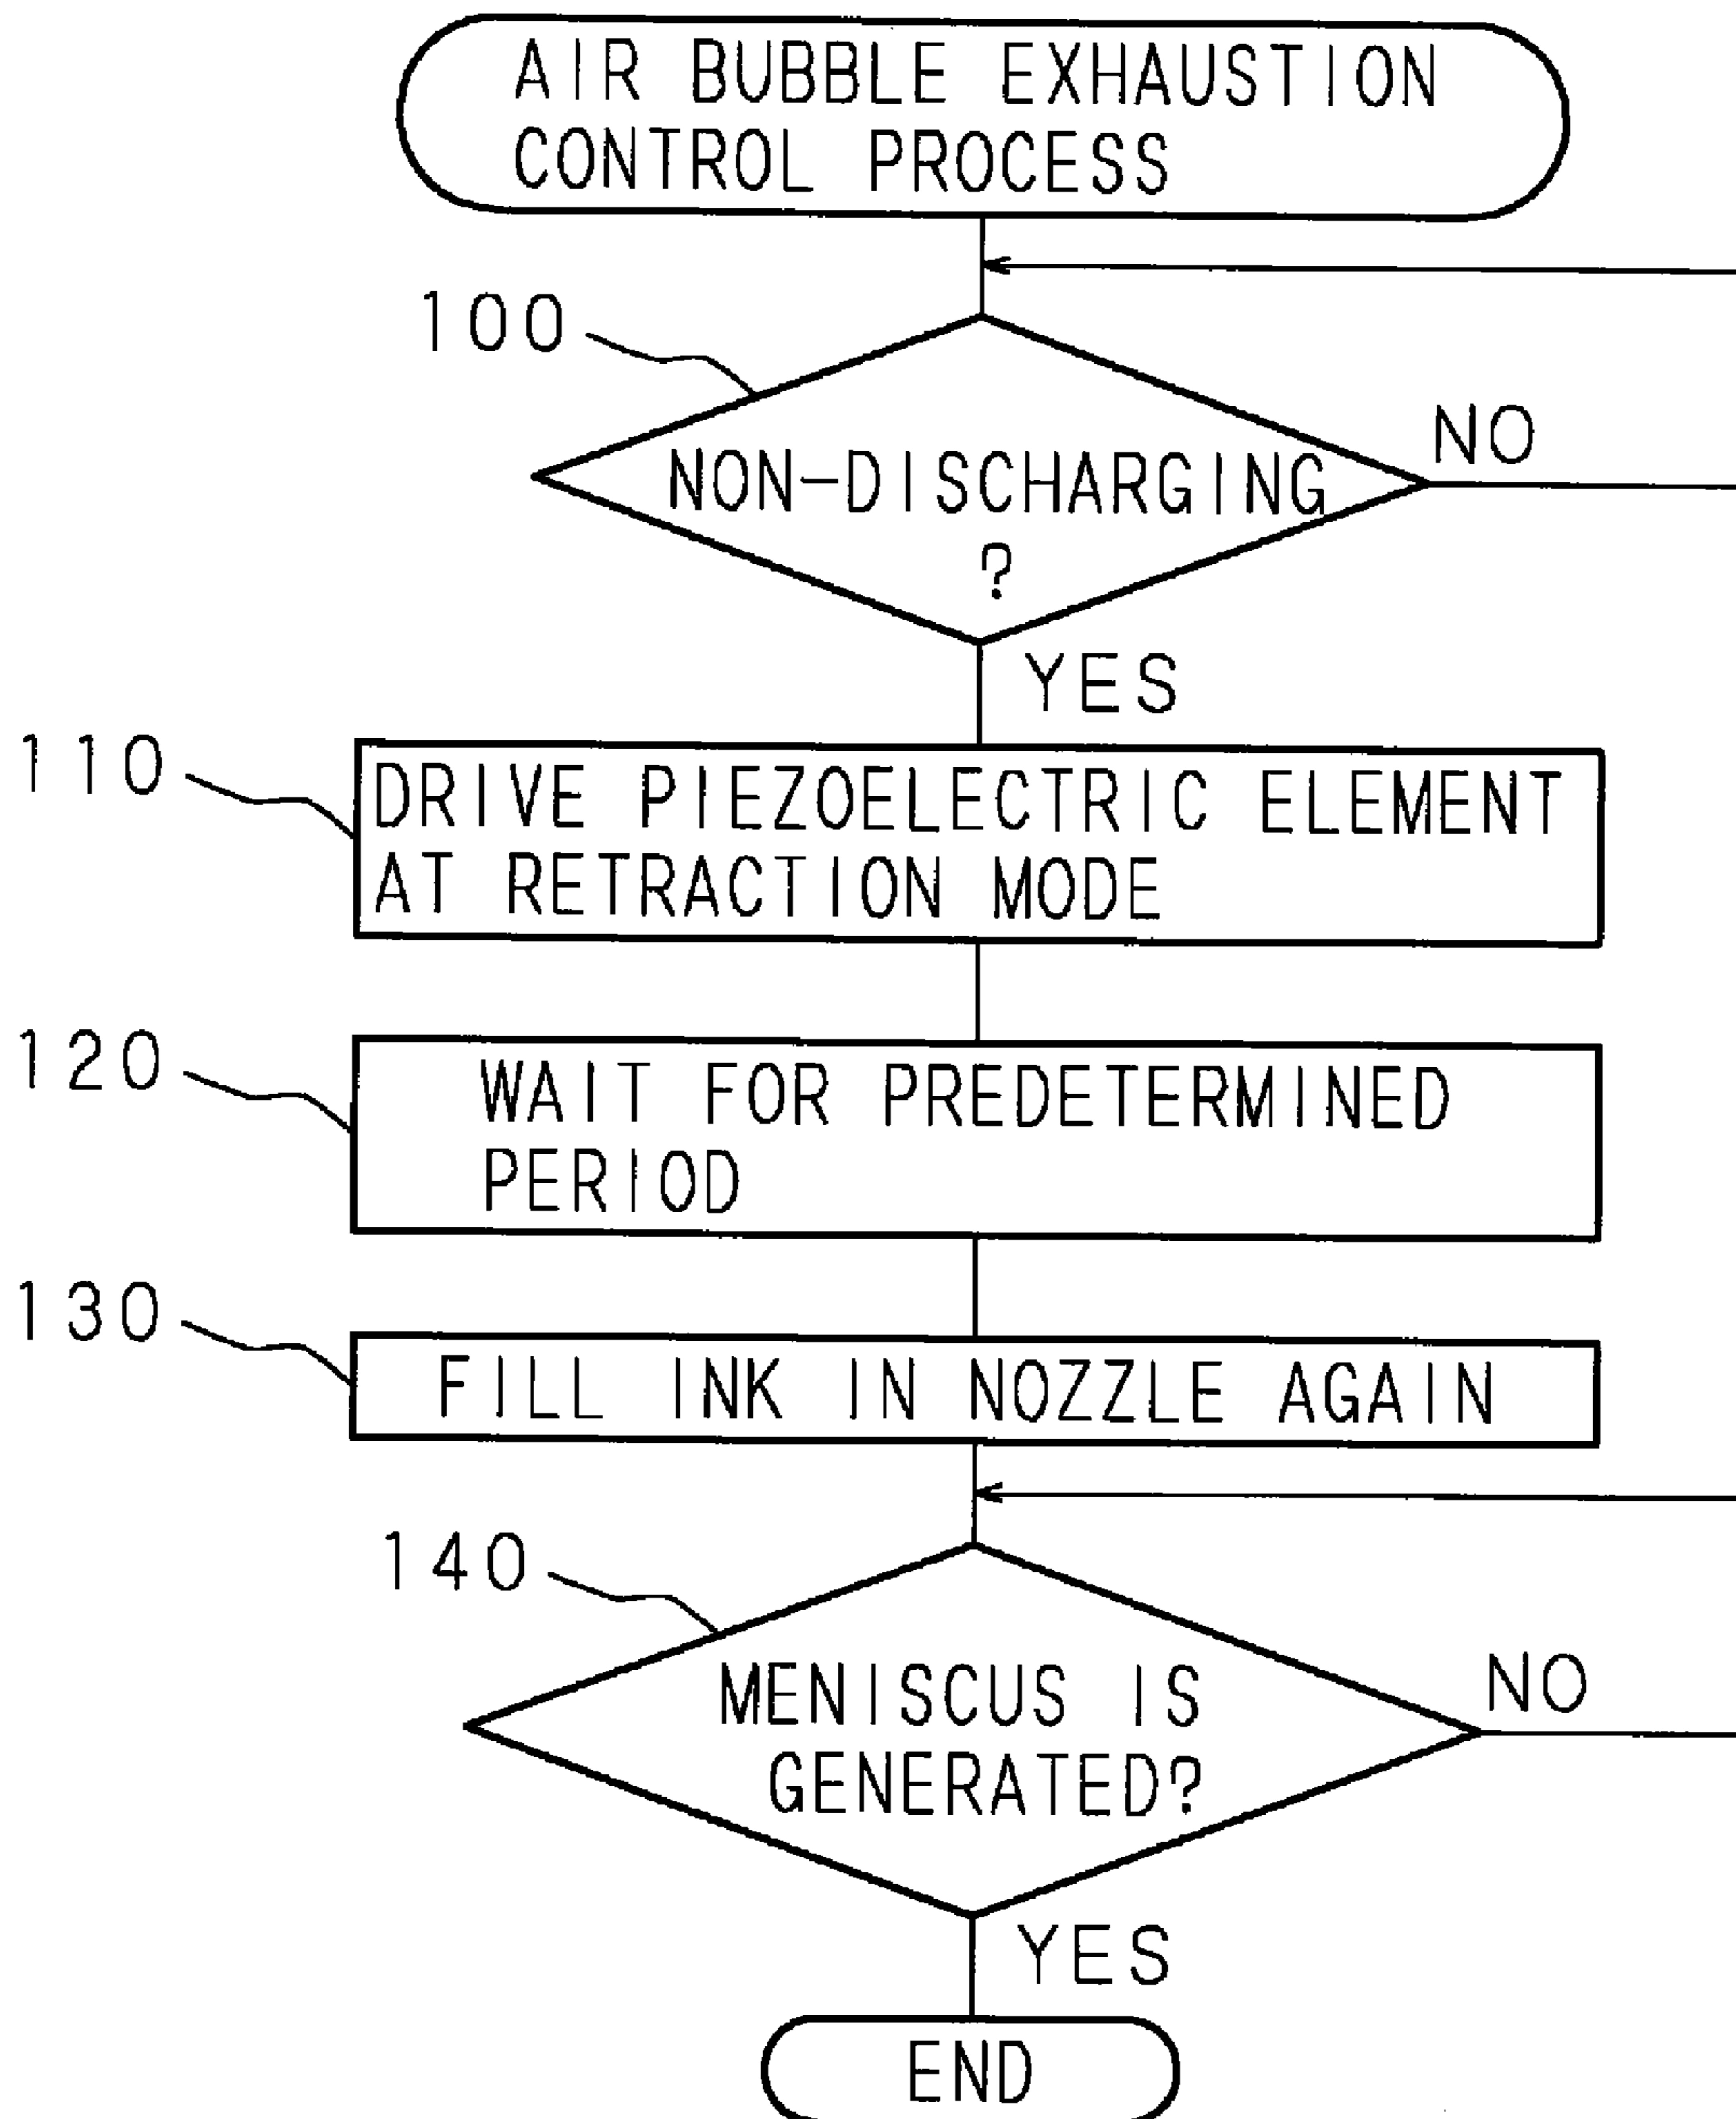 AIR BUBBLE EXHAUSTION
CONTROL PROCESS
100
NON-DISCHARGING
?
NO
YES
110
DRIVE PIEZOELECTRIC ELEMENT
AT RETRACTION MODE
120
WAIT FOR PREDETERMINED
PERIOD
130
FILL INK IN NOZZLE AGAIN
140
MENISCUS IS
GENERATED?
NO
YES
END